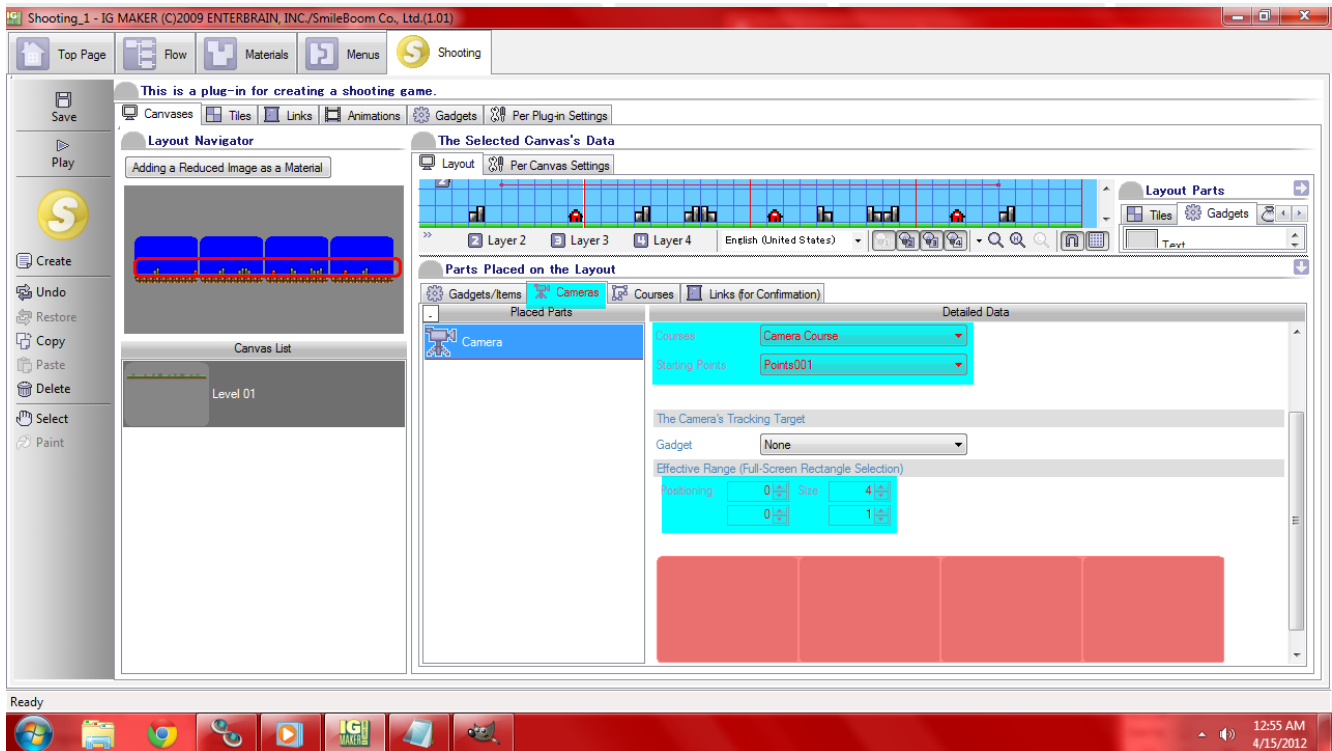 Shooting_1 - IG MAKER (C)2009 ENTERBRAIN, INC./SmileBoom Co., Ltd.(1.01)
Top Page Flow Materials Menus S Shooting
Save
Play
S
Create
Undo
Restore
Copy
Paste
Delete
Select
Paint
This is a plug-in for creating a shooting game.
Canvases Tiles Links Animations Gadgets Per Plug-in Settings
Layout Navigator
Adding a Reduced Image as a Material
Canvas List
Level 01
The Selected Canvas's Data
Layout Per Canvas Settings
2 Layer 2 3 Layer 3 4 Layer 4 English (United States)
Layout Parts
Tiles Gadgets
Text
Parts Placed on the Layout
Gadgets/Items Cameras Courses Links (for Confirmation)
- Placed Parts Detailed Data
Camera
Courses Camera Course
Starting Points Points001
The Camera's Tracking Target
Gadget None
Effective Range (Full-Screen Rectangle Selection)
Positioning 0 Size 4
0 1
Ready
IG MAKER
12:55 AM
4/15/2012